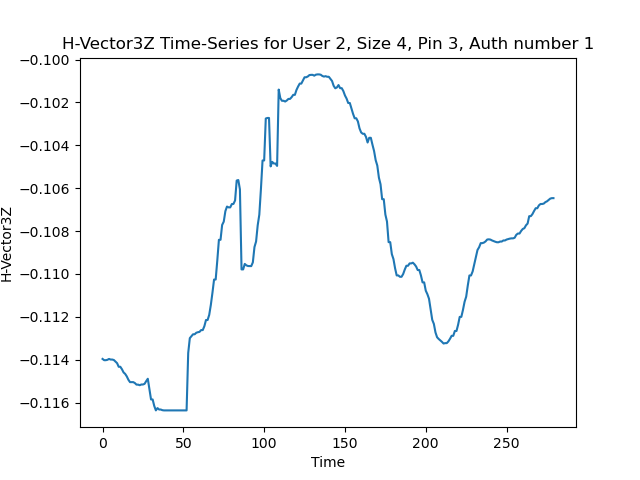 H-Vector3Z Time-Series for User 2, Size 4, Pin 3, Auth number 1
−0.100
−0.102
−0.104
−0.106
−0.108
−0.110
−0.112
−0.114
−0.116
H-Vector3Z
0 50 100 150 200 250
Time